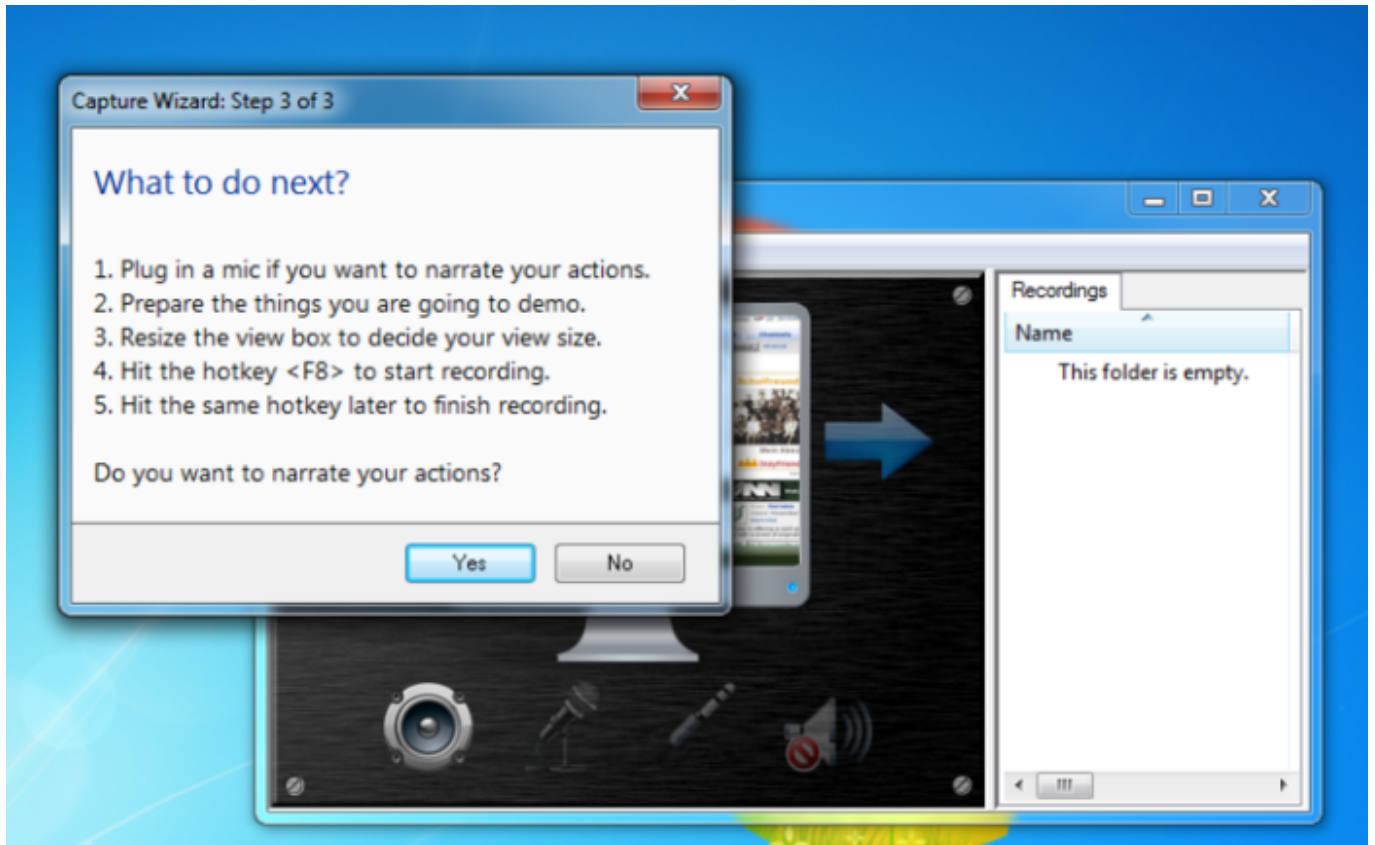 Capture Wizard: Step 3 of 3
What to do next?
1. Plug in a mic if you want to narrate your actions.
2. Prepare the things you are going to demo.
3. Resize the view box to decide your view size.
4. Hit the hotkey <F8> to start recording.
5. Hit the same hotkey later to finish recording.
Do you want to narrate your actions?
Yes
No
Recordings
Name
This folder is empty.